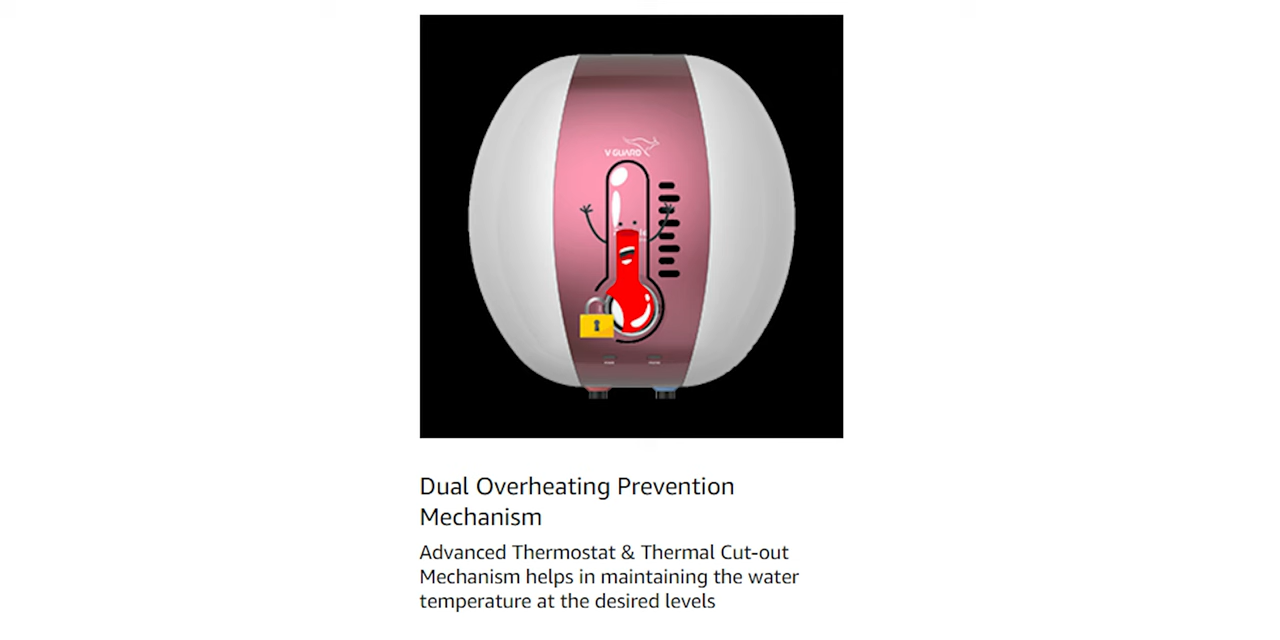 V-GUARD
Dual Overheating Prevention
Mechanism
Advanced Thermostat & Thermal Cut-out
Mechanism helps in maintaining the water
temperature at the desired levels